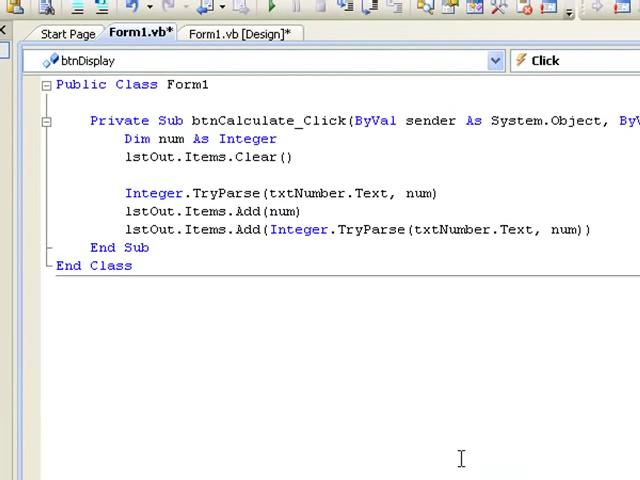 Start Page Form1.vb* Form1.vb [Design]*
btnDisplay Click
Public Class Form1
Private Sub btnCalculate_Click(ByVal sender As System.Object,
Dim num As Integer
lstOut.Items.Clear()
Integer.TryParse(txtNumber.Text, num)
lstOut.Items.Add(num)
lstOut.Items.Add(Integer.TryParse(txtNumber.Text, num))
End Sub
End Class